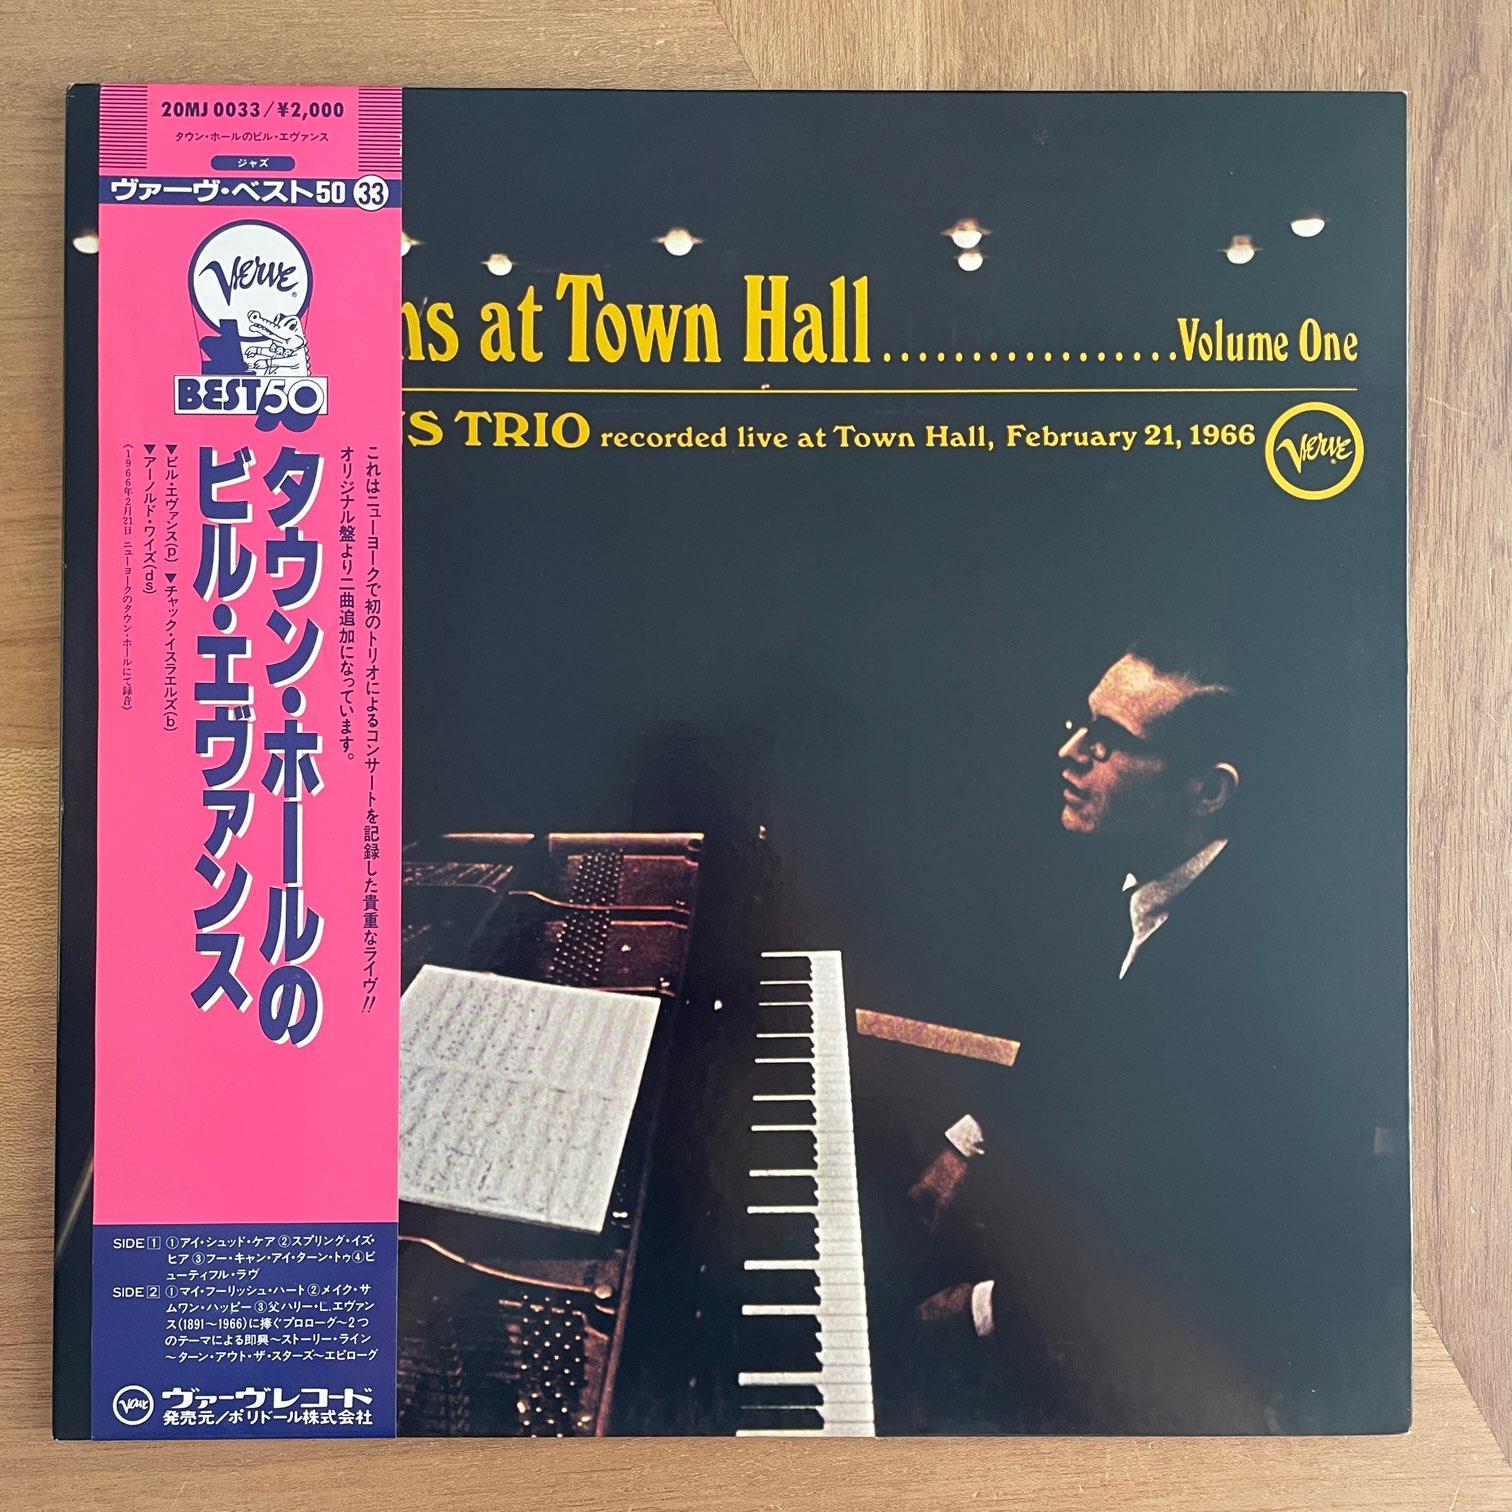 20MJ 0033/¥2,000
タウン・ホールのビル・エヴァンス
ジャズ
ヴァーヴ・ベスト50 33
Verve
BEST 50
これはニューヨークで初のトリオによるコンサートを記録した貴重なライヴ!!
オリジナル盤より二曲追加になっています。
タウン・ホールの
ビル・エヴァンス
▼ビル・エヴァンス(p) ▼チャック・イスラエルズ(b)
▼アーノルド・ワイズ(ds)
(1966年2月21日 ニューヨークのタウン・ホールにて録音)
SIDE 1 ①アイ・シュッド・ケア ②スプリング・イズ・
ヒア ③フー・キャン・アイ・ターン・トゥ ④ビ
ューティフル・ラヴ
SIDE 2 ①マイ・フーリッシュ・ハート ②メイク・サ
ムワン・ハッピー ③父ハリー・L.エヴァン
ス(1891〜1966)に捧ぐプロローグ〜2つ
のテーマによる即興〜ストーリー・ライン
〜ターン・アウト・ザ・スターズ〜エピローグ
Verve ヴァーヴレコード
発売元/ポリドール株式会社
ns at Town Hall.................Volume One
NS TRIO recorded live at Town Hall, February 21, 1966
Verve